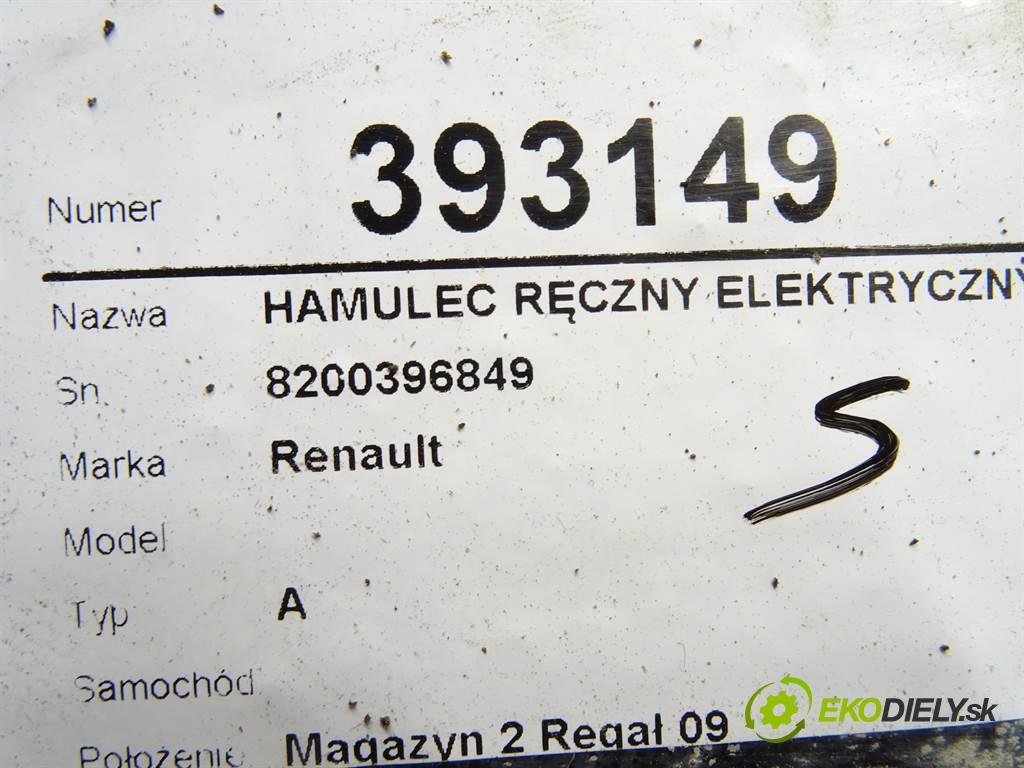 Numer 393149
Nazwa HAMULEC RĘCZNY ELEKTRYCZNY
Sn. 8200396849
Marka Renault
S
Model
Typ A
Samochód
Położenie Magazyn 2 Regał 09
EKODIELY.sk